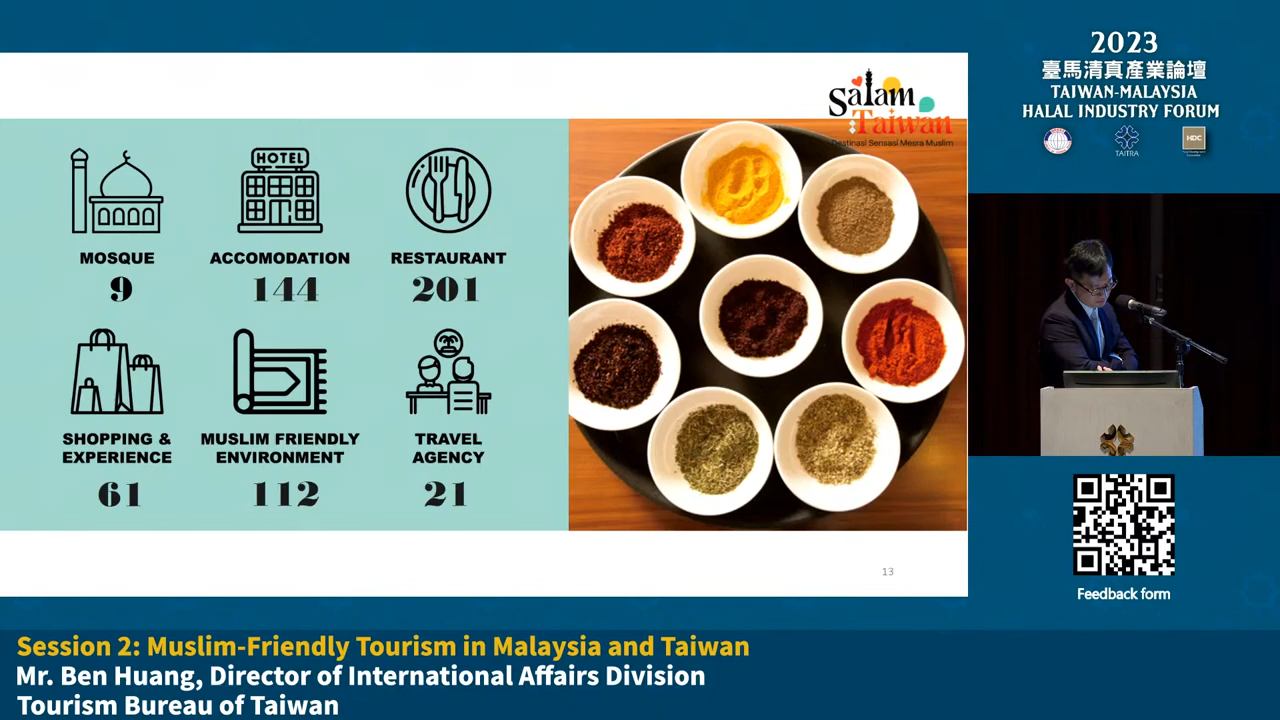 Salam
Taiwan
Destinasi Sensasi Mesra Muslim
HOTEL
MOSQUE
9
ACCOMODATION
144
RESTAURANT
201
SHOPPING &
EXPERIENCE
61
MUSLIM FRIENDLY
ENVIRONMENT
112
TRAVEL
AGENCY
21
13
2023
臺馬清真產業論壇
TAIWAN-MALAYSIA
HALAL INDUSTRY FORUM
TAITRA
HDC
Feedback form
Session 2: Muslim-Friendly Tourism in Malaysia and Taiwan
Mr. Ben Huang, Director of International Affairs Division
Tourism Bureau of Taiwan